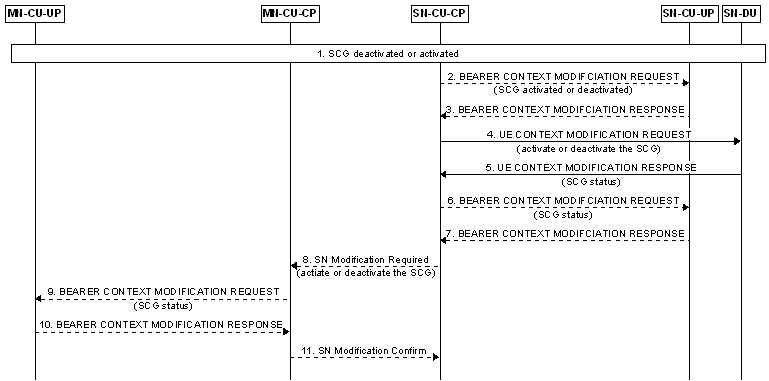 MN-CU-UP MN-CU-CP SN-CU-CP SN-CU-UP SN-DU
1. SCG deactivated or activated
2. BEARER CONTEXT MODIFCIATION REQUEST
(SCG activated or deactivated)
3. BEARER CONTEXT MODIFCIATION RESPONSE
4. UE CONTEXT MODIFICATION REQUEST
(activate or deactivate the SCG)
5. UE CONTEXT MODIFICATION RESPONSE
(SCG status)
6. BEARER CONTEXT MODIFCIATION REQUEST
(SCG status)
7. BEARER CONTEXT MODIFCIATION RESPONSE
8. SN Modification Required
(actiate or deactivate the SCG)
9. BEARER CONTEXT MODIFICATION REQUEST
(SCG status)
10. BEARER CONTEXT MODIFICATION RESPONSE
11. SN Modification Confirm